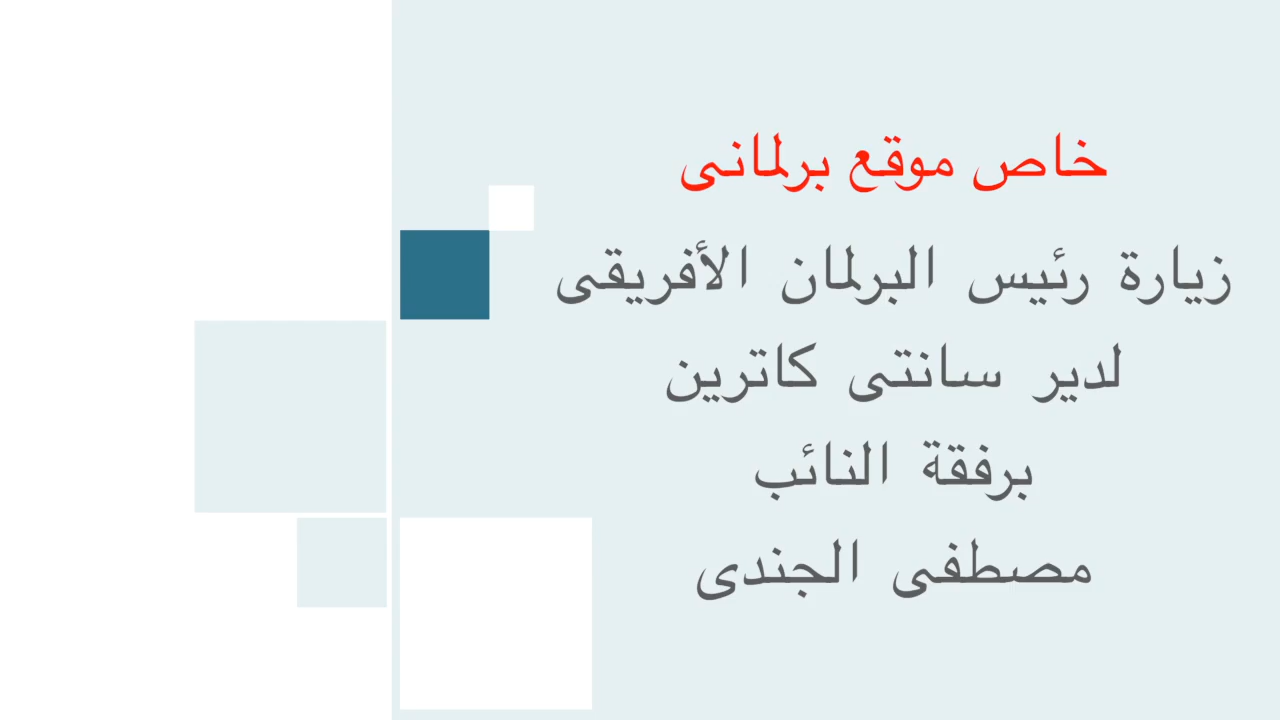 خاص موقع برلمانى
زيارة رئيس البرلمان الأفريقى
لدير سانتى كاترين
برفقة النائب
مصطفى الجندى